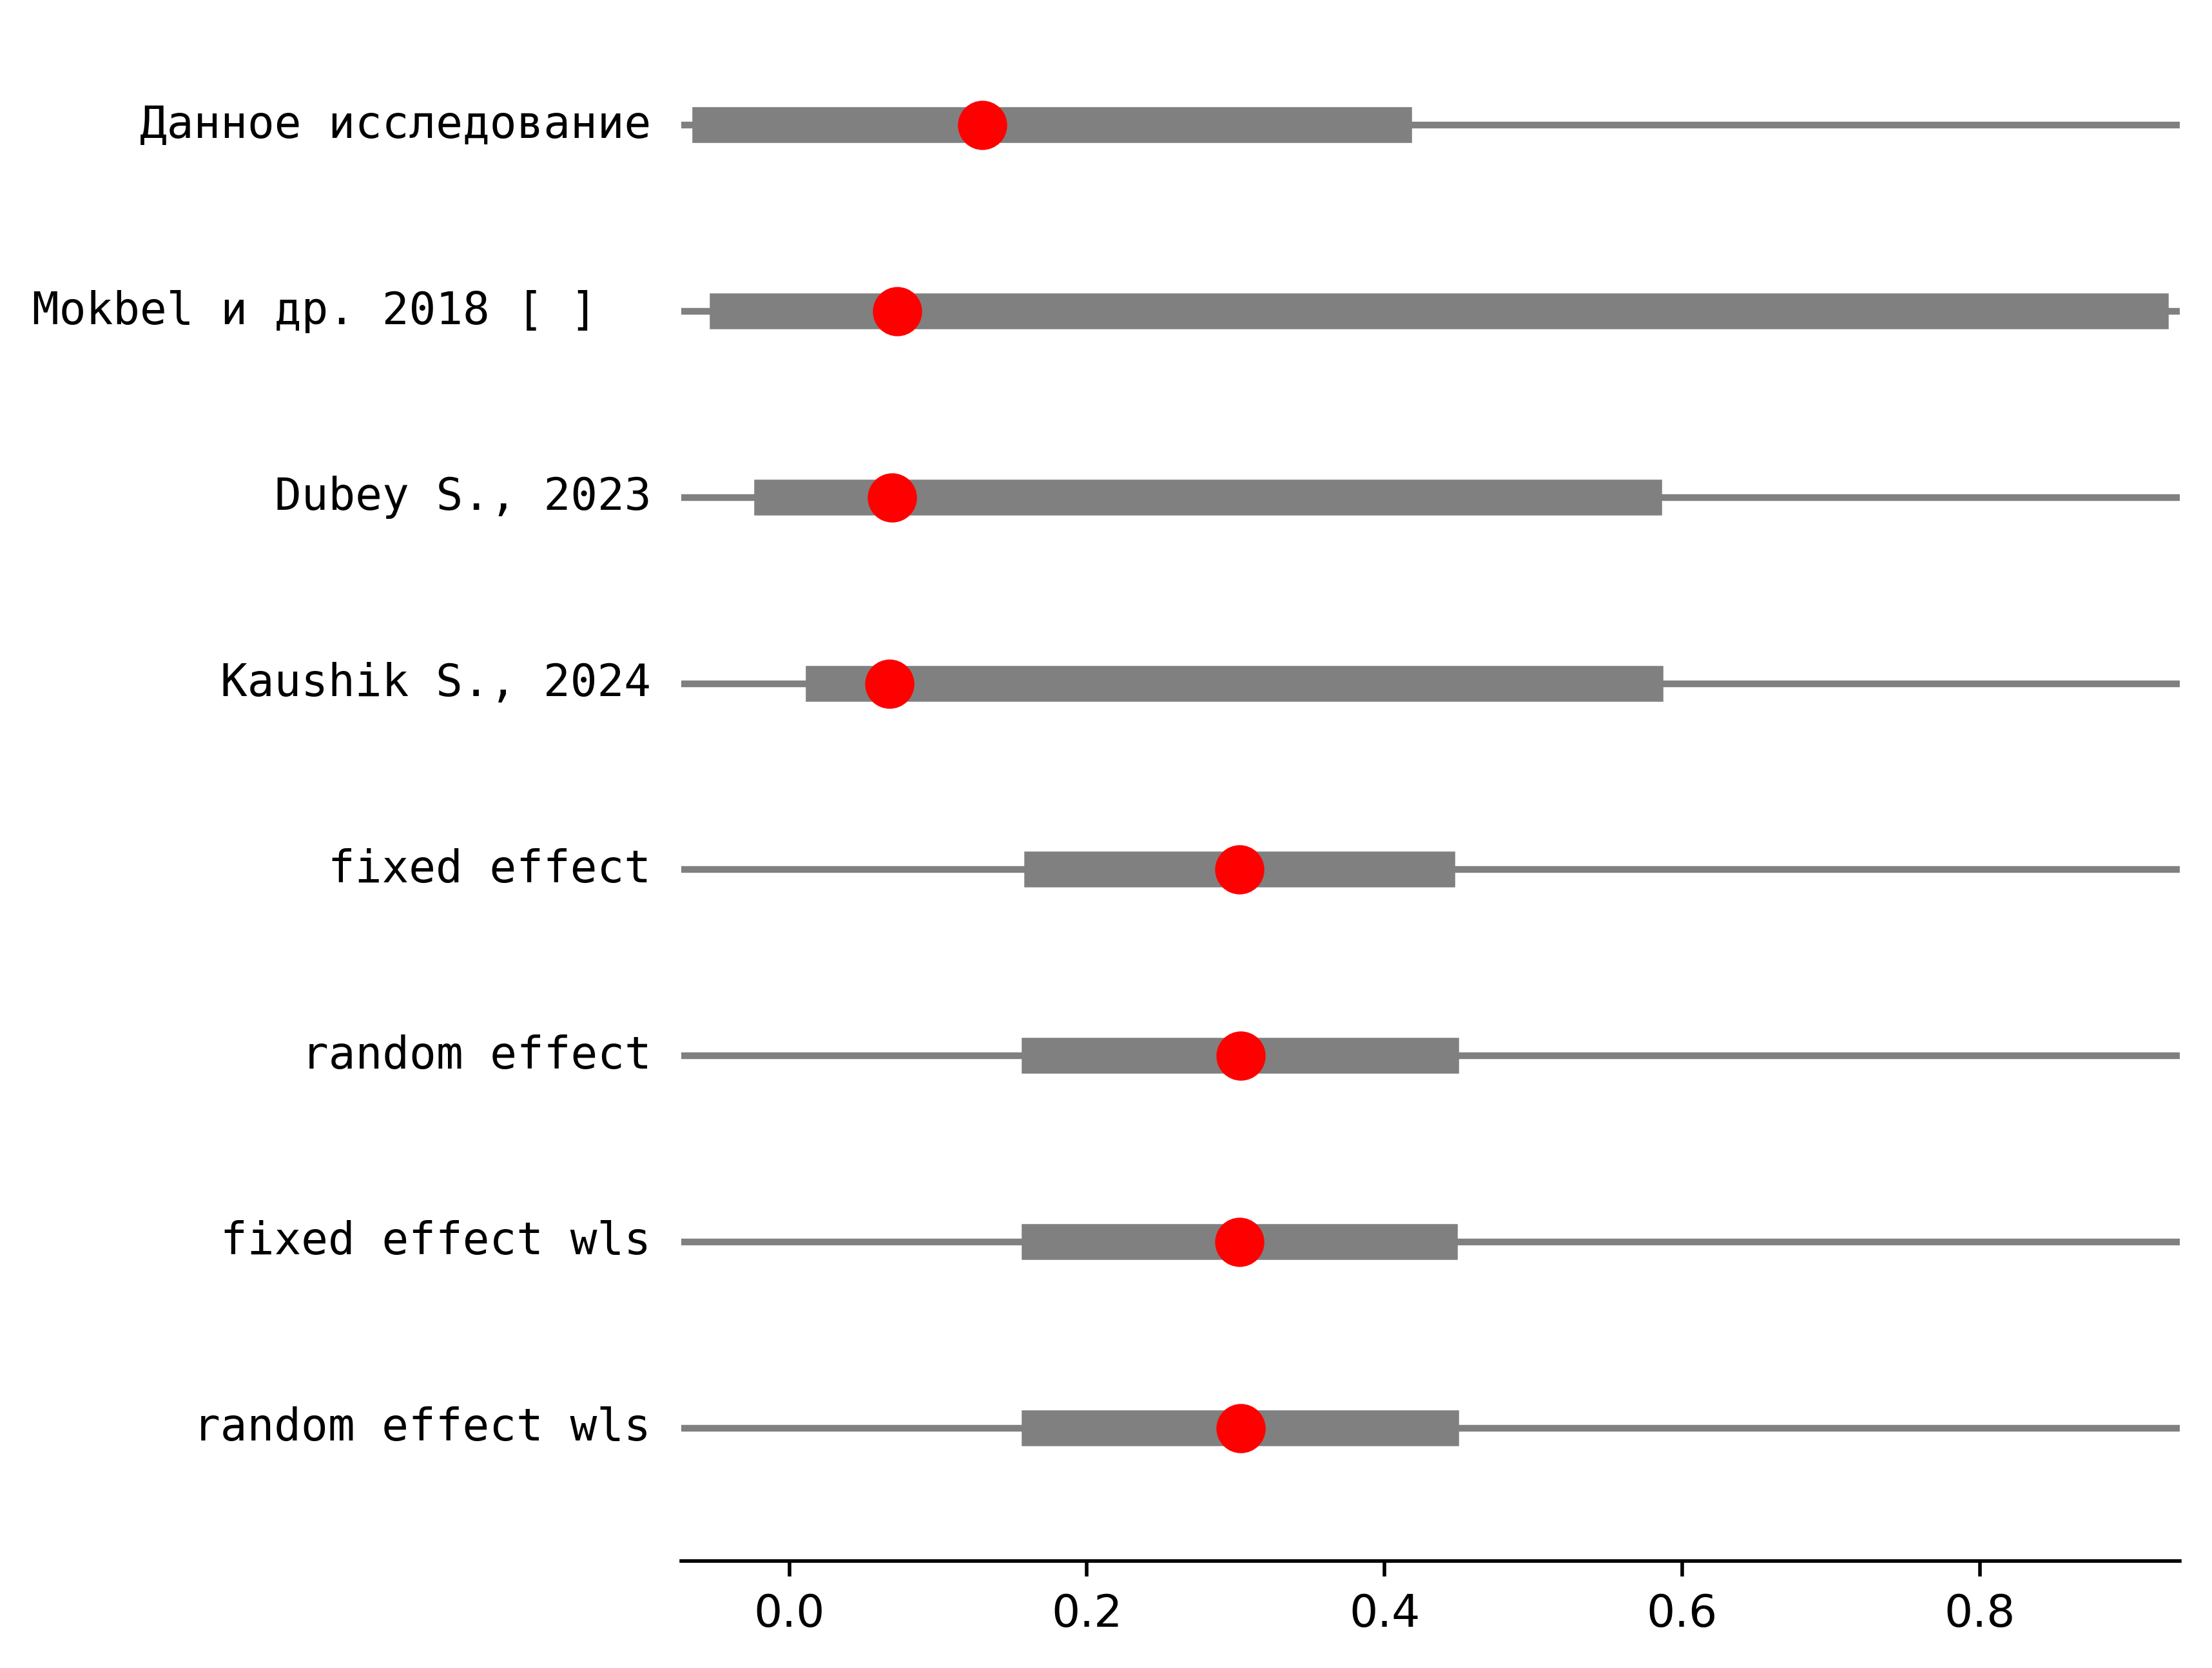 Данное исследование
Mokbel и др. 2018 [ ]
Dubey S., 2023
Kaushik S., 2024
fixed effect
random effect
fixed effect wls
random effect wls
0.0 0.2 0.4 0.6 0.8